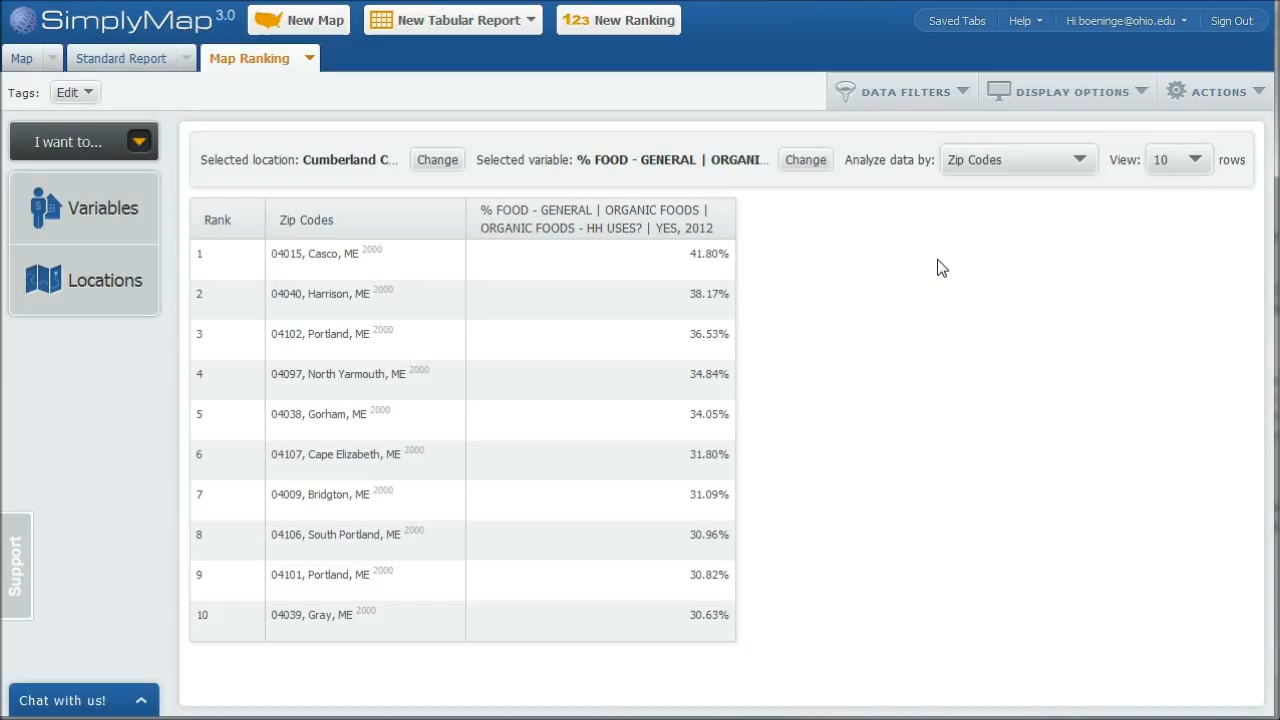 SimplyMap 3.0 New Map New Tabular Report 123 New Ranking Saved Tabs Help Hi boeninge@ohio.edu Sign Out
Map Standard Report Map Ranking
Tags: Edit DATA FILTERS DISPLAY OPTIONS ACTIONS
I want to...
Variables
Locations
Selected location: Cumberland C... Change Selected variable: % FOOD - GENERAL | ORGANI... Change Analyze data by: Zip Codes View: 10 rows
Rank Zip Codes % FOOD - GENERAL | ORGANIC FOODS |
ORGANIC FOODS - HH USES? | YES, 2012
1 04015, Casco, ME 2000 41.80%
2 04040, Harrison, ME 2000 38.17%
3 04102, Portland, ME 2000 36.53%
4 04097, North Yarmouth, ME 2000 34.84%
5 04038, Gorham, ME 2000 34.05%
6 04107, Cape Elizabeth, ME 2000 31.80%
7 04009, Bridgton, ME 2000 31.09%
8 04106, South Portland, ME 2000 30.96%
9 04101, Portland, ME 2000 30.82%
10 04039, Gray, ME 2000 30.63%
Support
Chat with us!